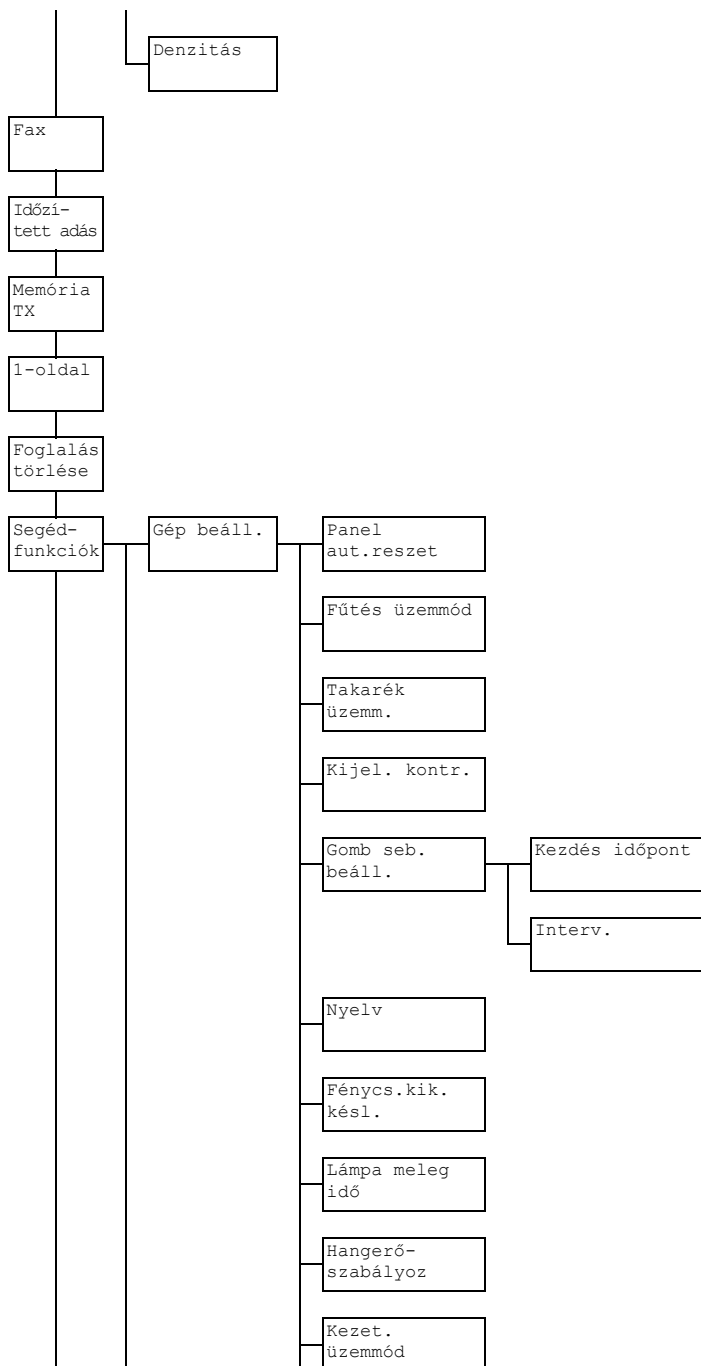 Denzitás
Fax
Időzí-
tett adás
Memória
TX
1-oldal
Foglalás
törlése
Segéd-
funkciók
Gép beáll.
Panel
aut.reszet
Fűtés üzemmód
Takarék
üzemm.
Kijel. kontr.
Gomb seb.
beáll.
Kezdés időpont
Interv.
Nyelv
Fénycs.kik.
késl.
Lámpa meleg
idő
Hangerő-
szabályoz
Kezet.
üzemmód